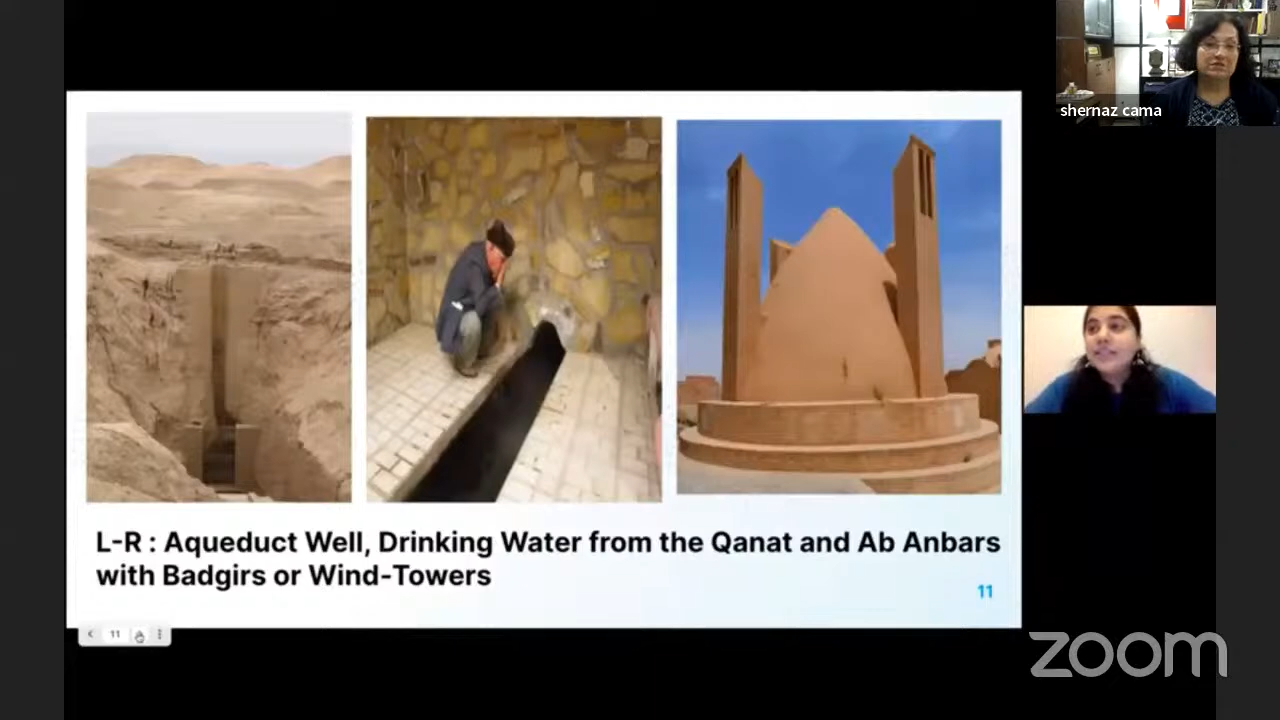 shernaz cama
L-R : Aqueduct Well, Drinking Water from the Qanat and Ab Anbars
with Badgirs or Wind-Towers
11
11
zoom